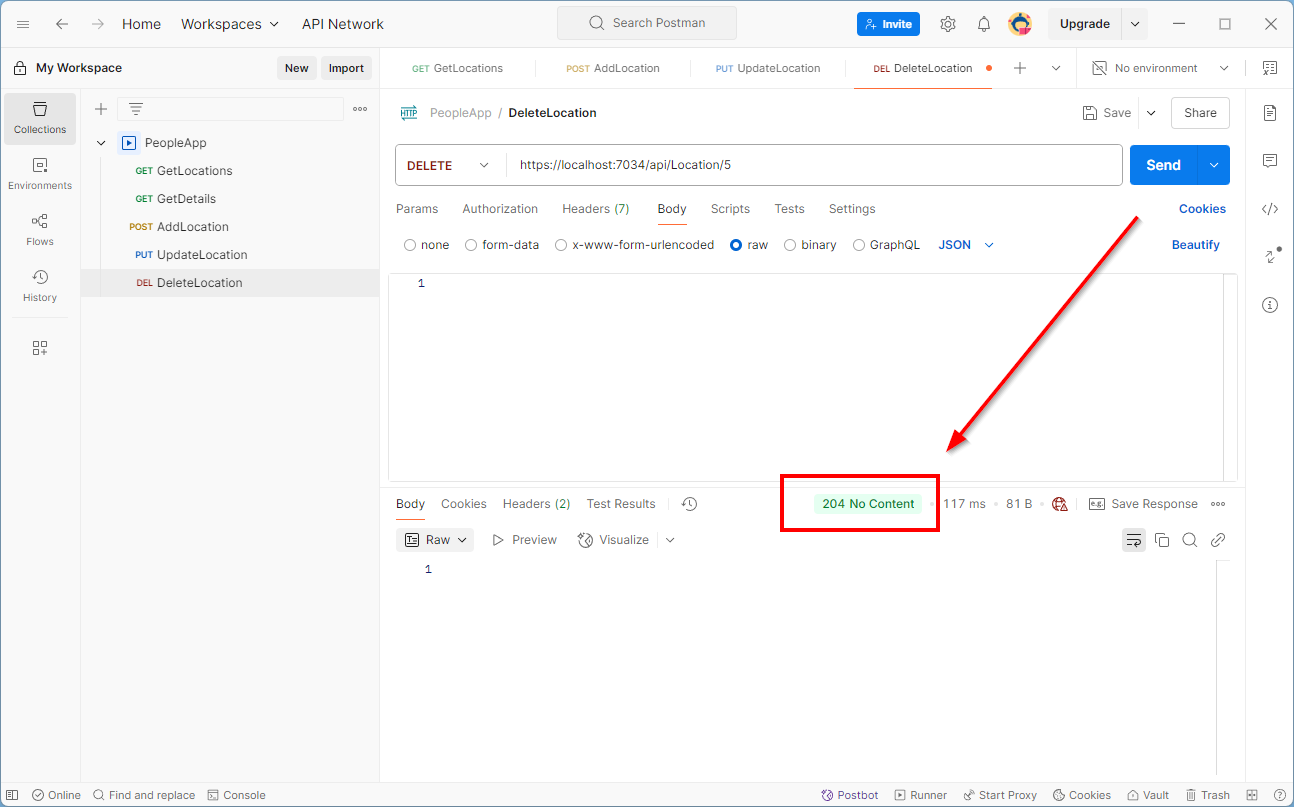 Home Workspaces API Network Search Postman Invite Upgrade
My Workspace New Import GET GetLocations POST AddLocation PUT UpdateLocation DEL DeleteLocation No environment
Collections
Environments
Flows
History
PeopleApp
GET GetLocations
GET GetDetails
POST AddLocation
PUT UpdateLocation
DEL DeleteLocation
HTTP PeopleApp / DeleteLocation Save Share
DELETE https://localhost:7034/api/Location/5 Send
Params Authorization Headers (7) Body Scripts Tests Settings Cookies
none form-data x-www-form-urlencoded raw binary GraphQL JSON Beautify
1
Body Cookies Headers (2) Test Results 204 No Content 117 ms 81 B e.g. Save Response
Raw Preview Visualize
1
Online Find and replace Console Postbot Runner Start Proxy Cookies Vault Trash